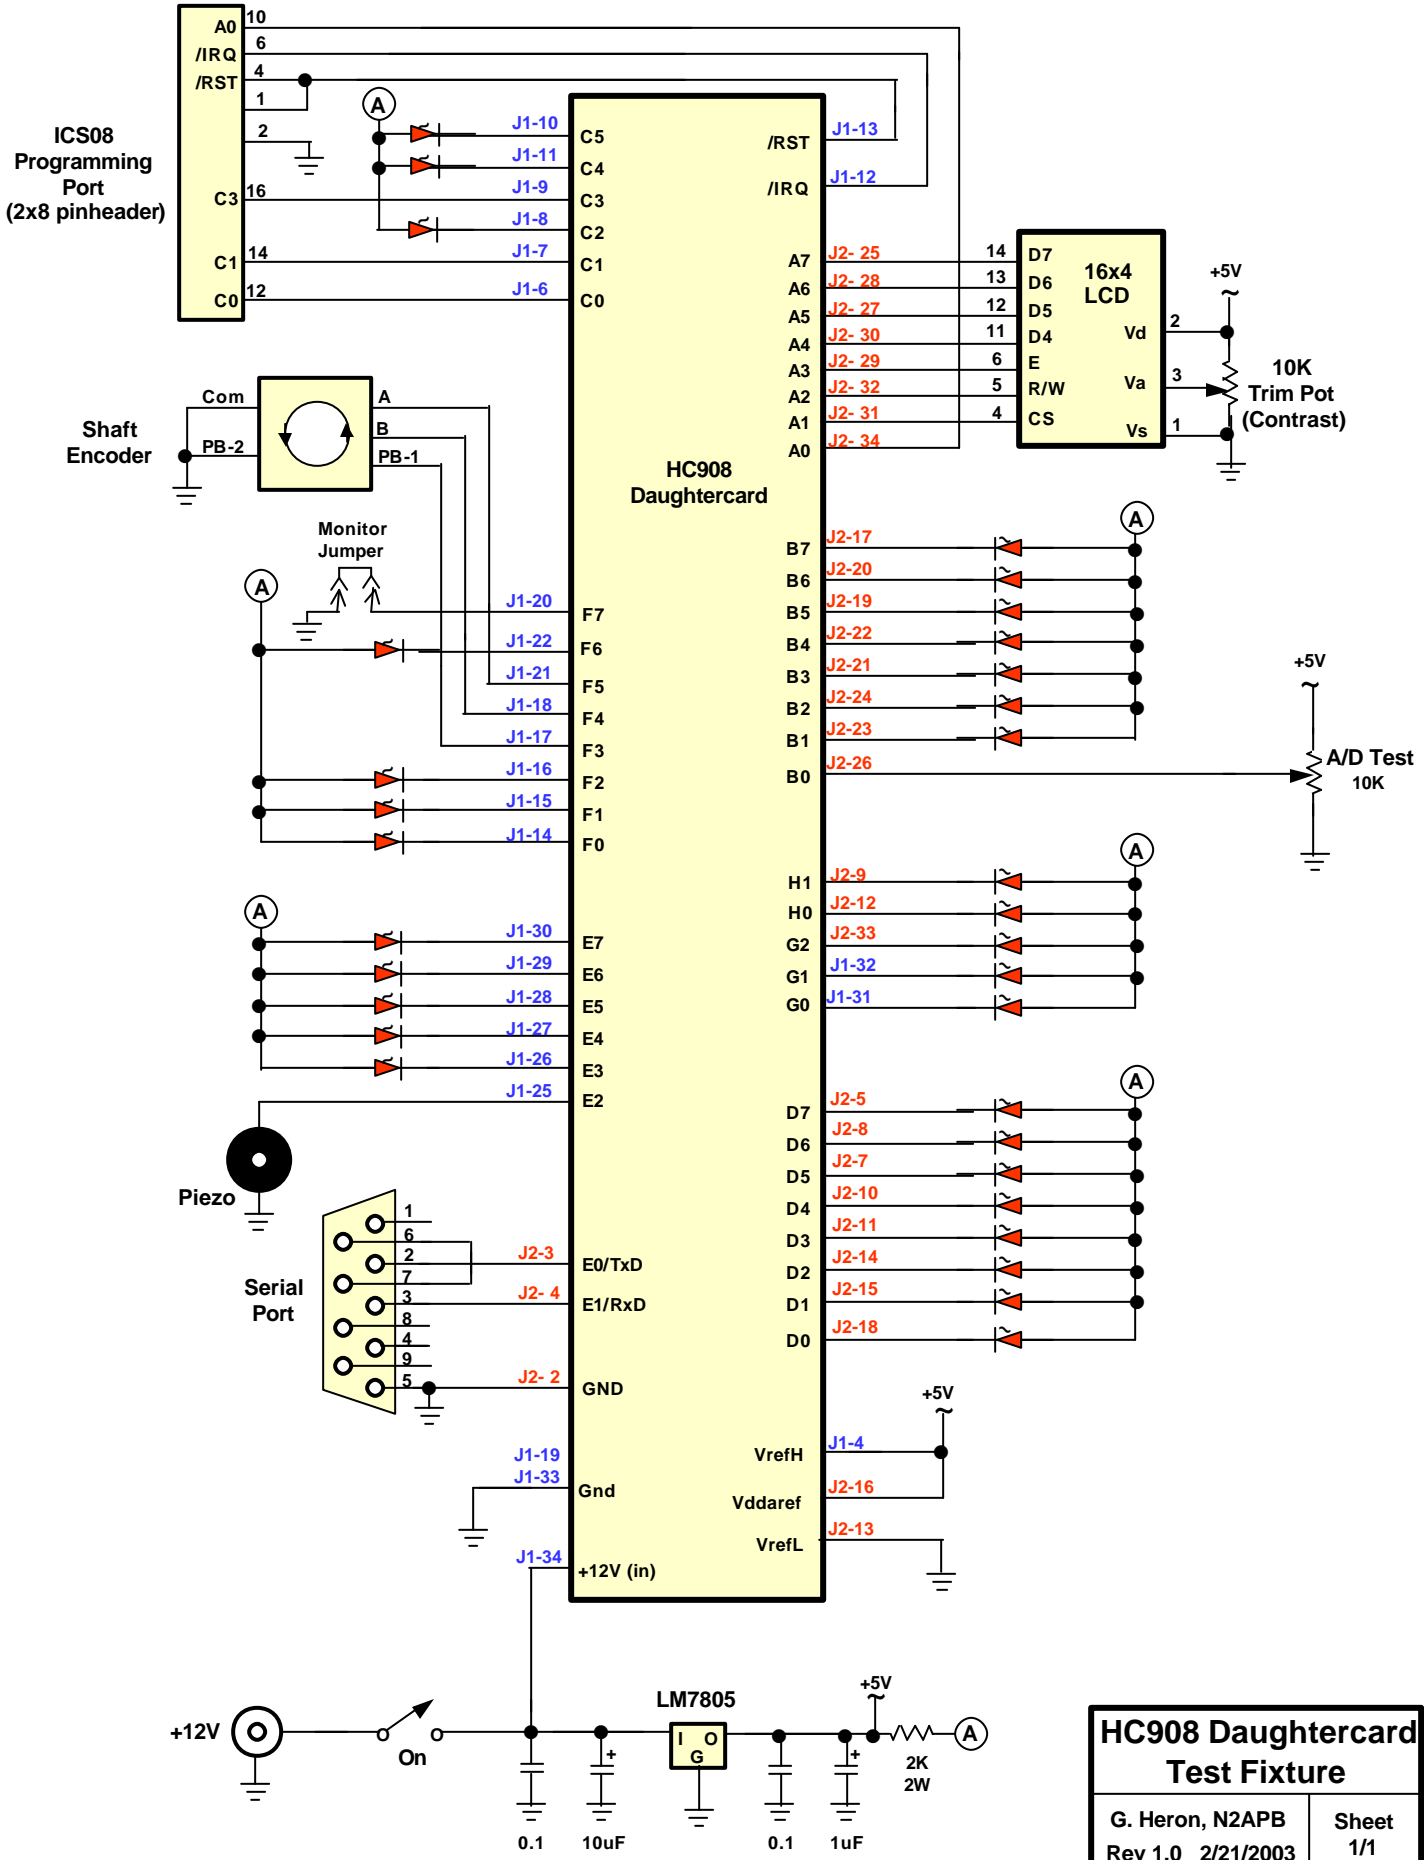 ICS08
Programming
Port
(2x8 pinheader)
A0 10
/IRQ 6
/RST 4
1
2
C3 16
C1 14
C0 12
A
J1-10 C5
J1-11 C4
J1-9 C3
J1-8 C2
J1-7 C1
J1-6 C0
/RST J1-13
/IRQ J1-12
A7 J2- 25 14 D7
A6 J2- 28 13 D6
A5 J2- 27 12 D5
A4 J2- 30 11 D4
A3 J2- 29 6 E
A2 J2- 32 5 R/W
A1 J2- 31 4 CS
A0 J2- 34
16x4
LCD
Vd 2
Va 3
Vs 1
+5V
10K
Trim Pot
(Contrast)
Shaft
Encoder
Com
PB-2
A
B
PB-1
HC908
Daughtercard
Monitor
Jumper
A
J1-20 F7
J1-22 F6
J1-21 F5
J1-18 F4
J1-17 F3
J1-16 F2
J1-15 F1
J1-14 F0
A
B7 J2-17
B6 J2-20
B5 J2-19
B4 J2-22
B3 J2-21
B2 J2-24
B1 J2-23
B0 J2-26
+5V
A/D Test
10K
A
J1-30 E7
J1-29 E6
J1-28 E5
J1-27 E4
J1-26 E3
J1-25 E2
Piezo
A
H1 J2-9
H0 J2-12
G2 J2-33
G1 J1-32
G0 J1-31
A
D7 J2-5
D6 J2-8
D5 J2-7
D4 J2-10
D3 J2-11
D2 J2-14
D1 J2-15
D0 J2-18
Serial
Port
1
6
2
7
3
8
4
9
5
J2-3 E0/TxD
J2- 4 E1/RxD
J2- 2 GND
J1-19
J1-33 Gnd
J1-34 +12V (in)
+5V
VrefH J1-4
Vddaref J2-16
VrefL J2-13
+12V
On
0.1
+
10uF
LM7805
I O
G
0.1
+
1uF
+5V
2K
2W
A
HC908 Daughtercard
Test Fixture
G. Heron, N2APB
Rev 1.0 2/21/2003
Sheet
1/1